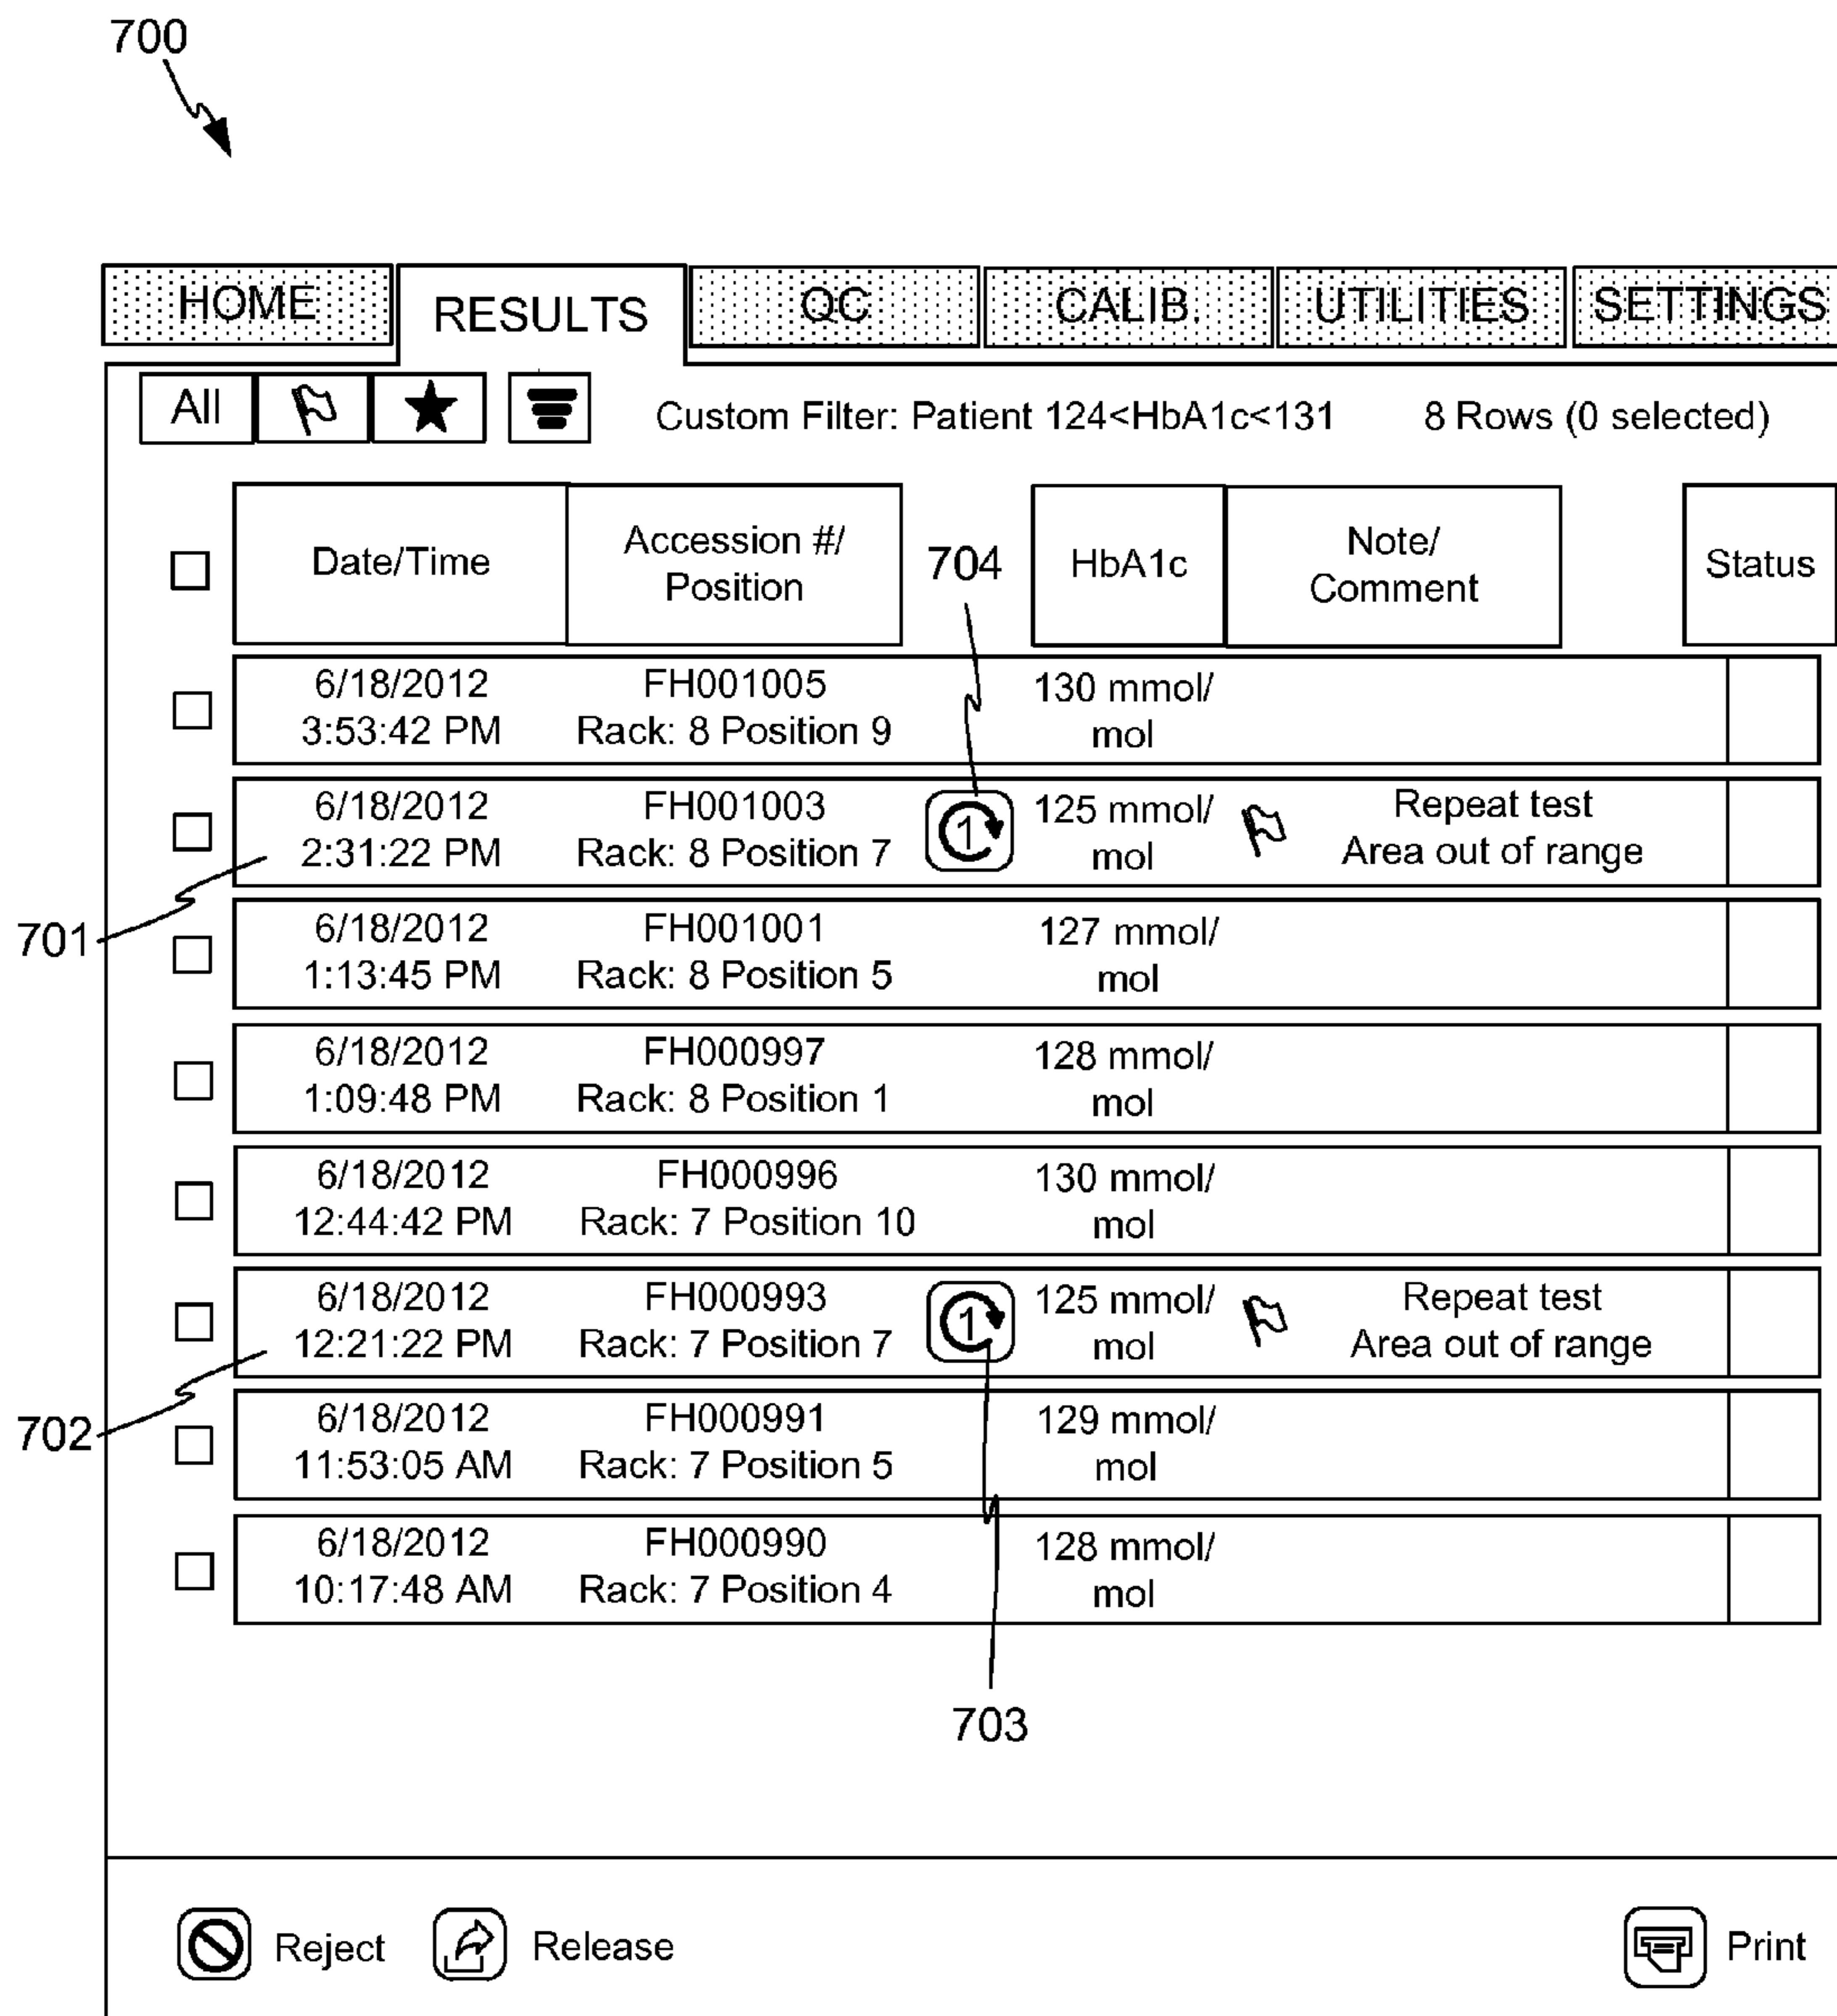 700
HOME RESULTS QC CALIB. UTILITIES SETTINGS
All Custom Filter: Patient 124<HbA1c<131 8 Rows (0 selected)
Date/Time Accession #/ Position 704 HbA1c Note/ Comment Status
6/18/2012 FH001005 130 mmol/
3:53:42 PM Rack: 8 Position 9 mol
6/18/2012 FH001003 125 mmol/ Repeat test
1
2:31:22 PM Rack: 8 Position 7 mol Area out of range
701
6/18/2012 FH001001 127 mmol/
1:13:45 PM Rack: 8 Position 5 mol
6/18/2012 FH000997 128 mmol/
1:09:48 PM Rack: 8 Position 1 mol
6/18/2012 FH000996 130 mmol/
12:44:42 PM Rack: 7 Position 10 mol
6/18/2012 FH000993 125 mmol/ Repeat test
1
12:21:22 PM Rack: 7 Position 7 mol Area out of range
702
6/18/2012 FH000991 129 mmol/
11:53:05 AM Rack: 7 Position 5 mol
6/18/2012 FH000990 128 mmol/
10:17:48 AM Rack: 7 Position 4 mol
703
Reject Release Print